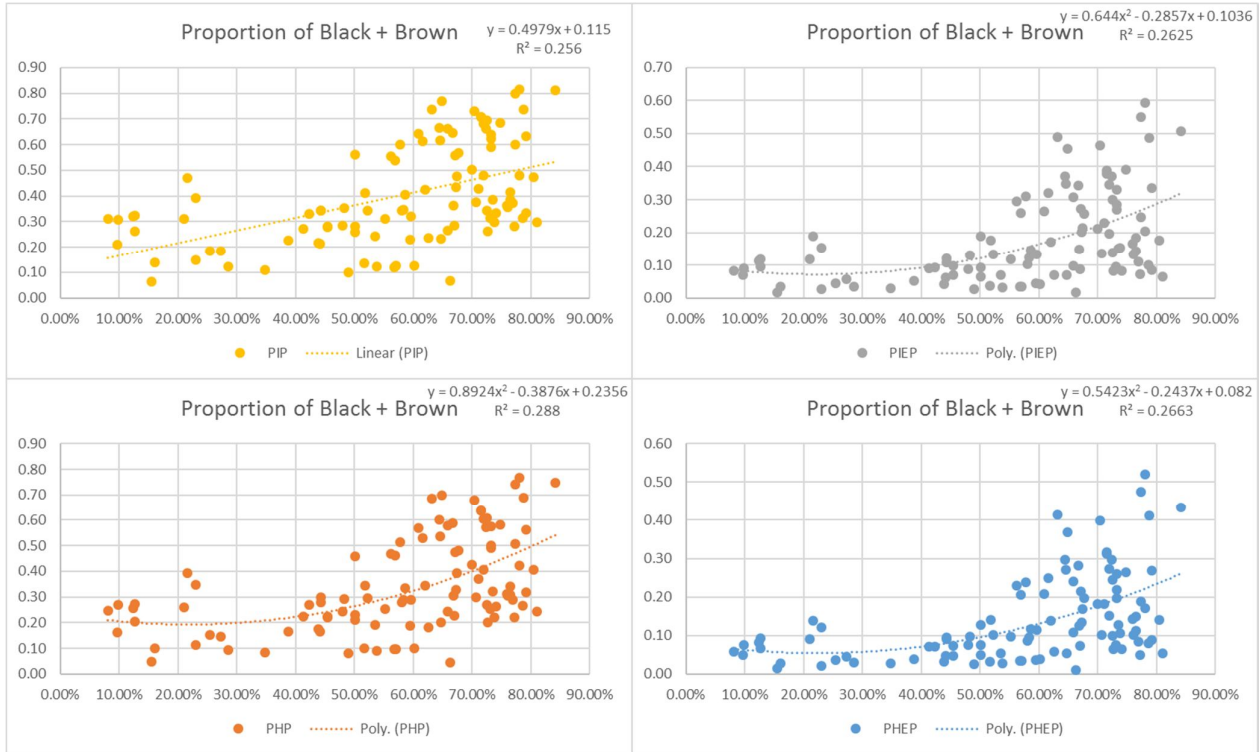 Proportion of Black + Brown
y = 0.4979x + 0.115
R² = 0.256
0.90
0.80
0.70
0.60
0.50
0.40
0.30
0.20
0.10
0.00
0.00% 10.00% 20.00% 30.00% 40.00% 50.00% 60.00% 70.00% 80.00% 90.00%
PIP Linear (PIP)
Proportion of Black + Brown
y = 0.644x² - 0.2857x + 0.1036
R² = 0.2625
0.70
0.60
0.50
0.40
0.30
0.20
0.10
0.00
0.00% 10.00% 20.00% 30.00% 40.00% 50.00% 60.00% 70.00% 80.00% 90.00%
PIEP Poly. (PIEP)
Proportion of Black + Brown
y = 0.8924x² - 0.3876x + 0.2356
R² = 0.288
0.90
0.80
0.70
0.60
0.50
0.40
0.30
0.20
0.10
0.00
0.00% 10.00% 20.00% 30.00% 40.00% 50.00% 60.00% 70.00% 80.00% 90.00%
PHP Poly. (PHP)
Proportion of Black + Brown
y = 0.5423x² - 0.2437x + 0.082
R² = 0.2663
0.60
0.50
0.40
0.30
0.20
0.10
0.00
0.00% 10.00% 20.00% 30.00% 40.00% 50.00% 60.00% 70.00% 80.00% 90.00%
PHEP Poly. (PHEP)